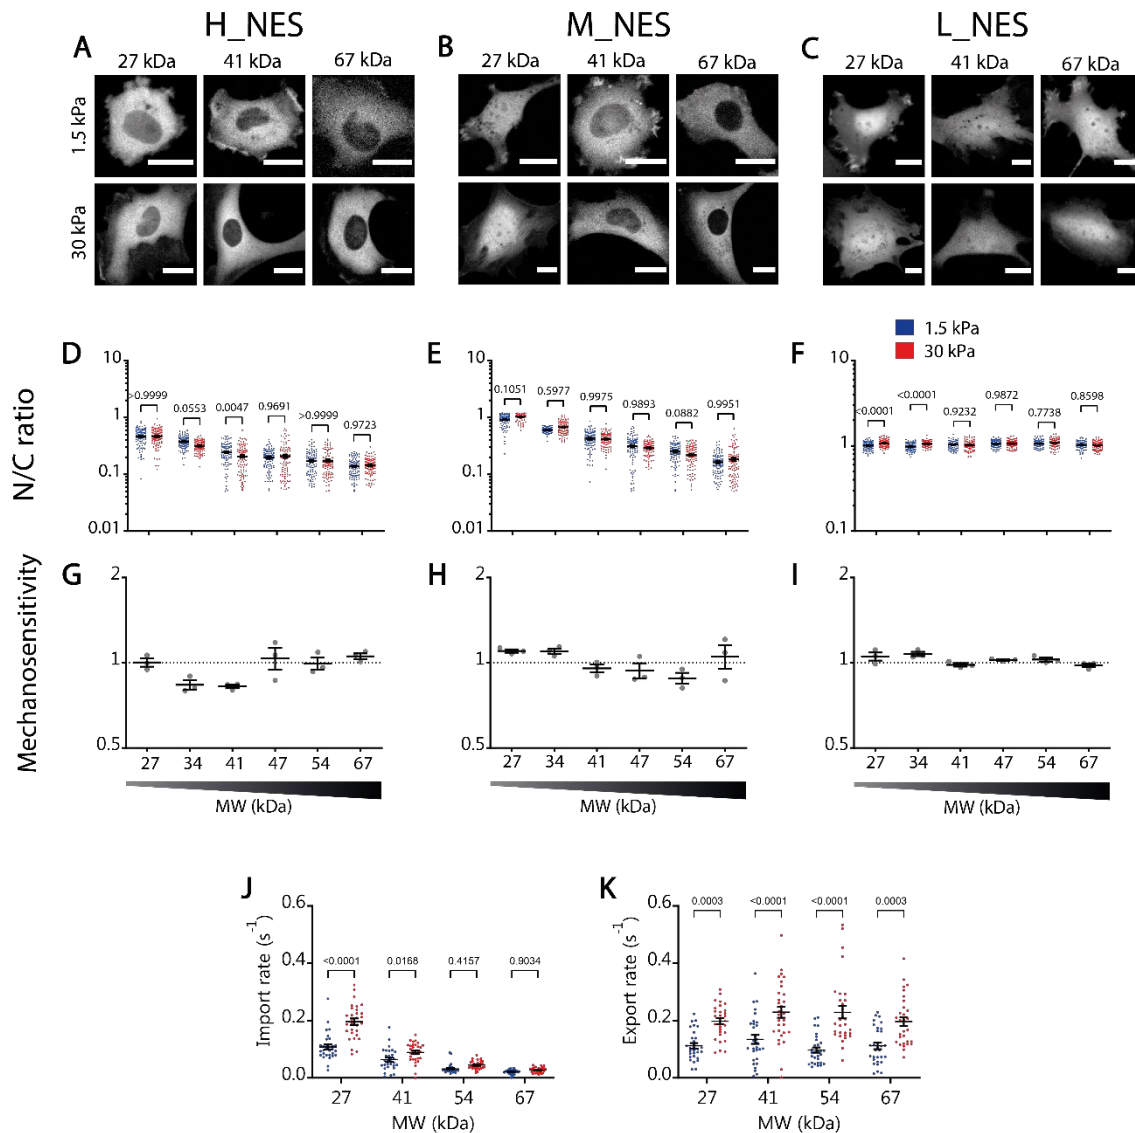 H_NES M_NES L_NES
A B C
27 kDa 41 kDa 67 kDa 27 kDa 41 kDa 67 kDa 27 kDa 41 kDa 67 kDa
1.5 kPa
30 kPa
1.5 kPa
30 kPa
D E F
N/C ratio
10 10 10
>0.9999 0.0553 0.0047 0.9691 >0.9999 0.9723
0.1051 0.5977 0.9975 0.9893 0.0882 0.9951
<0.0001 <0.0001 0.9232 0.9872 0.7738 0.8598
1 1 1
0.1 0.1
0.01 0.01 0.1
G H I
Mechanosensitivity
2 2 2
1 1 1
0.5 0.5 0.5
27 34 41 47 54 67 27 34 41 47 54 67 27 34 41 47 54 67
MW (kDa) MW (kDa) MW (kDa)
J K
Import rate (s-1)
0.6
0.4
0.2
0.0
<0.0001 0.0168 0.4157 0.9034
27 41 54 67
MW (kDa)
Export rate (s-1)
0.6
0.4
0.2
0.0
0.0003 <0.0001 <0.0001 0.0003
27 41 54 67
MW (kDa)